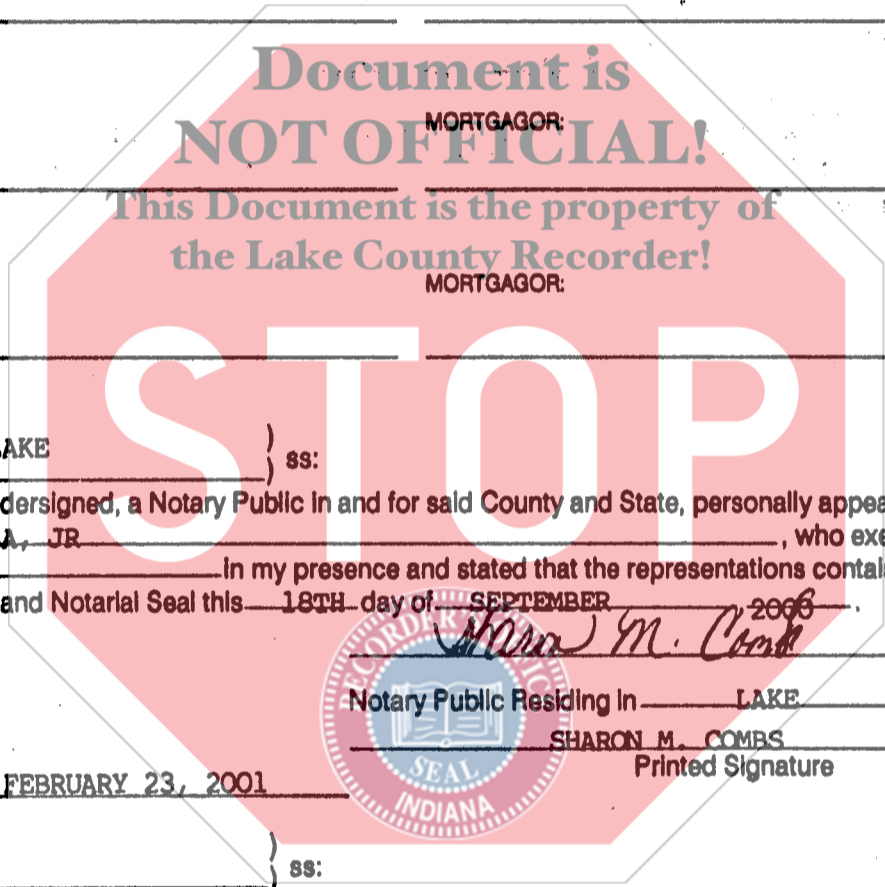 Document is
MORTGAGOR:
NOT OFFICIAL!
This Document is the property of
the Lake County Recorder!
MORTGAGOR:
STOP
AKE ) ss:
dersigned, a Notary Public in and for said County and State, personally appea
A, JR , who exe
in my presence and stated that the representations contai
and Notarial Seal this 18TH day of SEPTEMBER .
Sharon M. Combs
RECORDER
Notary Public Residing in LAKE
SHARON M. COMBS
Printed Signature
SEAL
FEBRUARY 23, 2001
INDIANA
) ss: